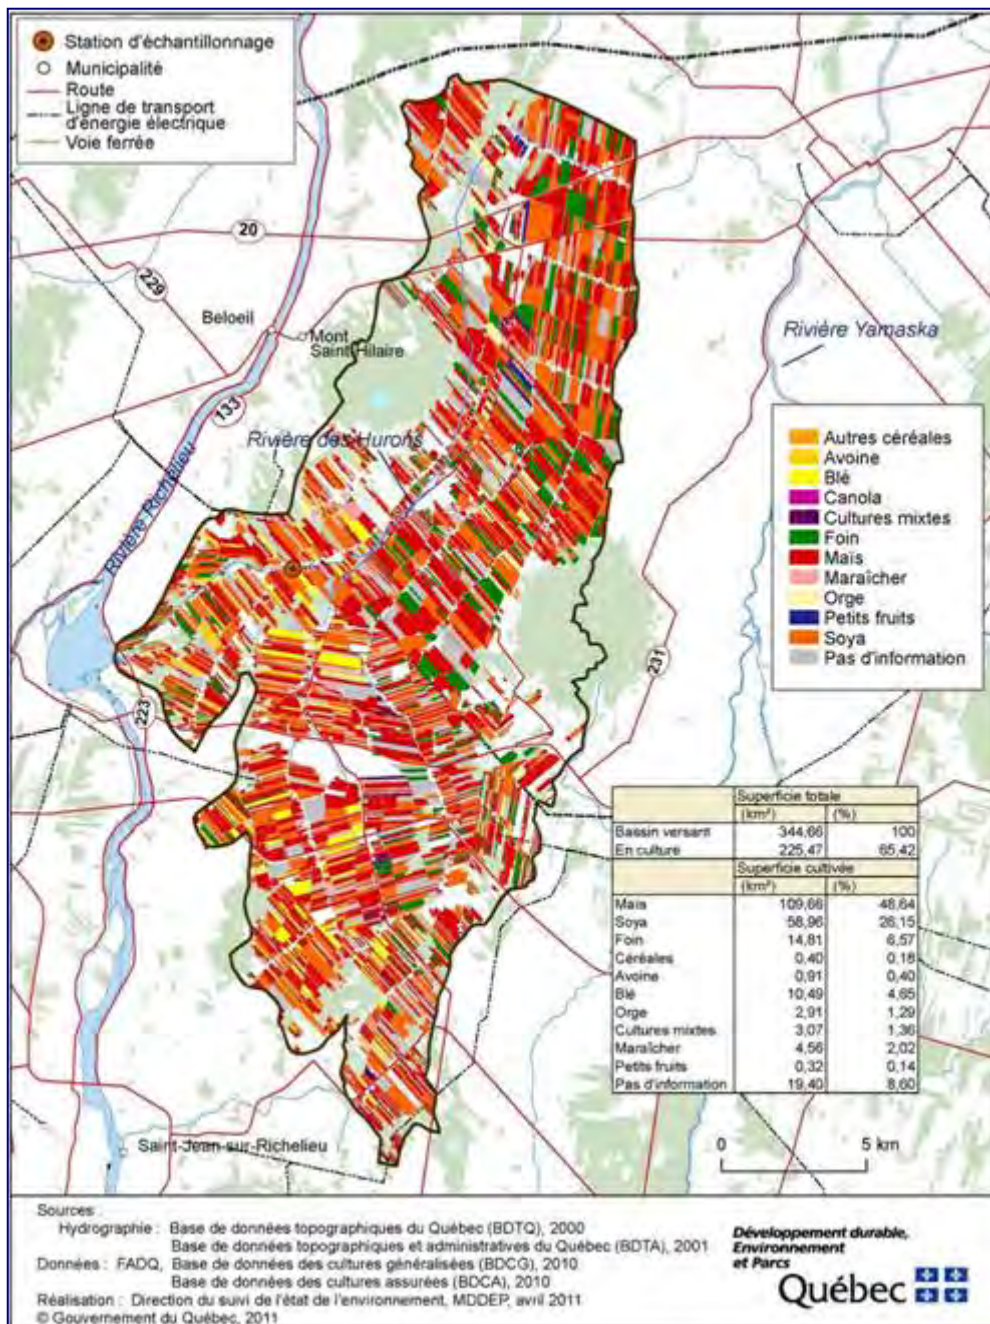 Station d'échantillonnage
Municipalité
Route
Ligne de transport
d'énergie électrique
Voie ferrée
20
229
Beloeil
Mont
Saint Hilaire
Rivière Yamaska
133
Rivière des Hurons
Rivière Richelieu
Autres céréales
Avoine
Blé
Canola
Cultures mixtes
Foin
Maïs
Maraîcher
Orge
Petits fruits
Soya
Pas d'information
231
223
Superficie totale
(km²) (%)
Bassin versant 344,66 100
En culture 225,47 65,42
Superficie cultivée
(km²) (%)
Maïs 109,66 48,64
Soya 58,96 26,15
Foin 14,81 6,57
Céréales 0,40 0,18
Avoine 0,91 0,40
Blé 10,49 4,65
Orge 2,91 1,29
Cultures mixtes 3,07 1,36
Maraîcher 4,56 2,02
Petits fruits 0,32 0,14
Pas d'information 19,40 8,60
Saint-Jean-sur-Richelieu
0 5 km
Sources :
Hydrographie : Base de données topographiques du Québec (BDTQ), 2000
Base de données topographiques et administratives du Québec (BDTA), 2001
Données : FADQ, Base de données des cultures généralisées (BDCG), 2010
Base de données des cultures assurées (BDCA), 2010
Réalisation : Direction du suivi de l'état de l'environnement, MDDEP, avril 2011
© Gouvernement du Québec, 2011
Développement durable,
Environnement
et Parcs
Québec